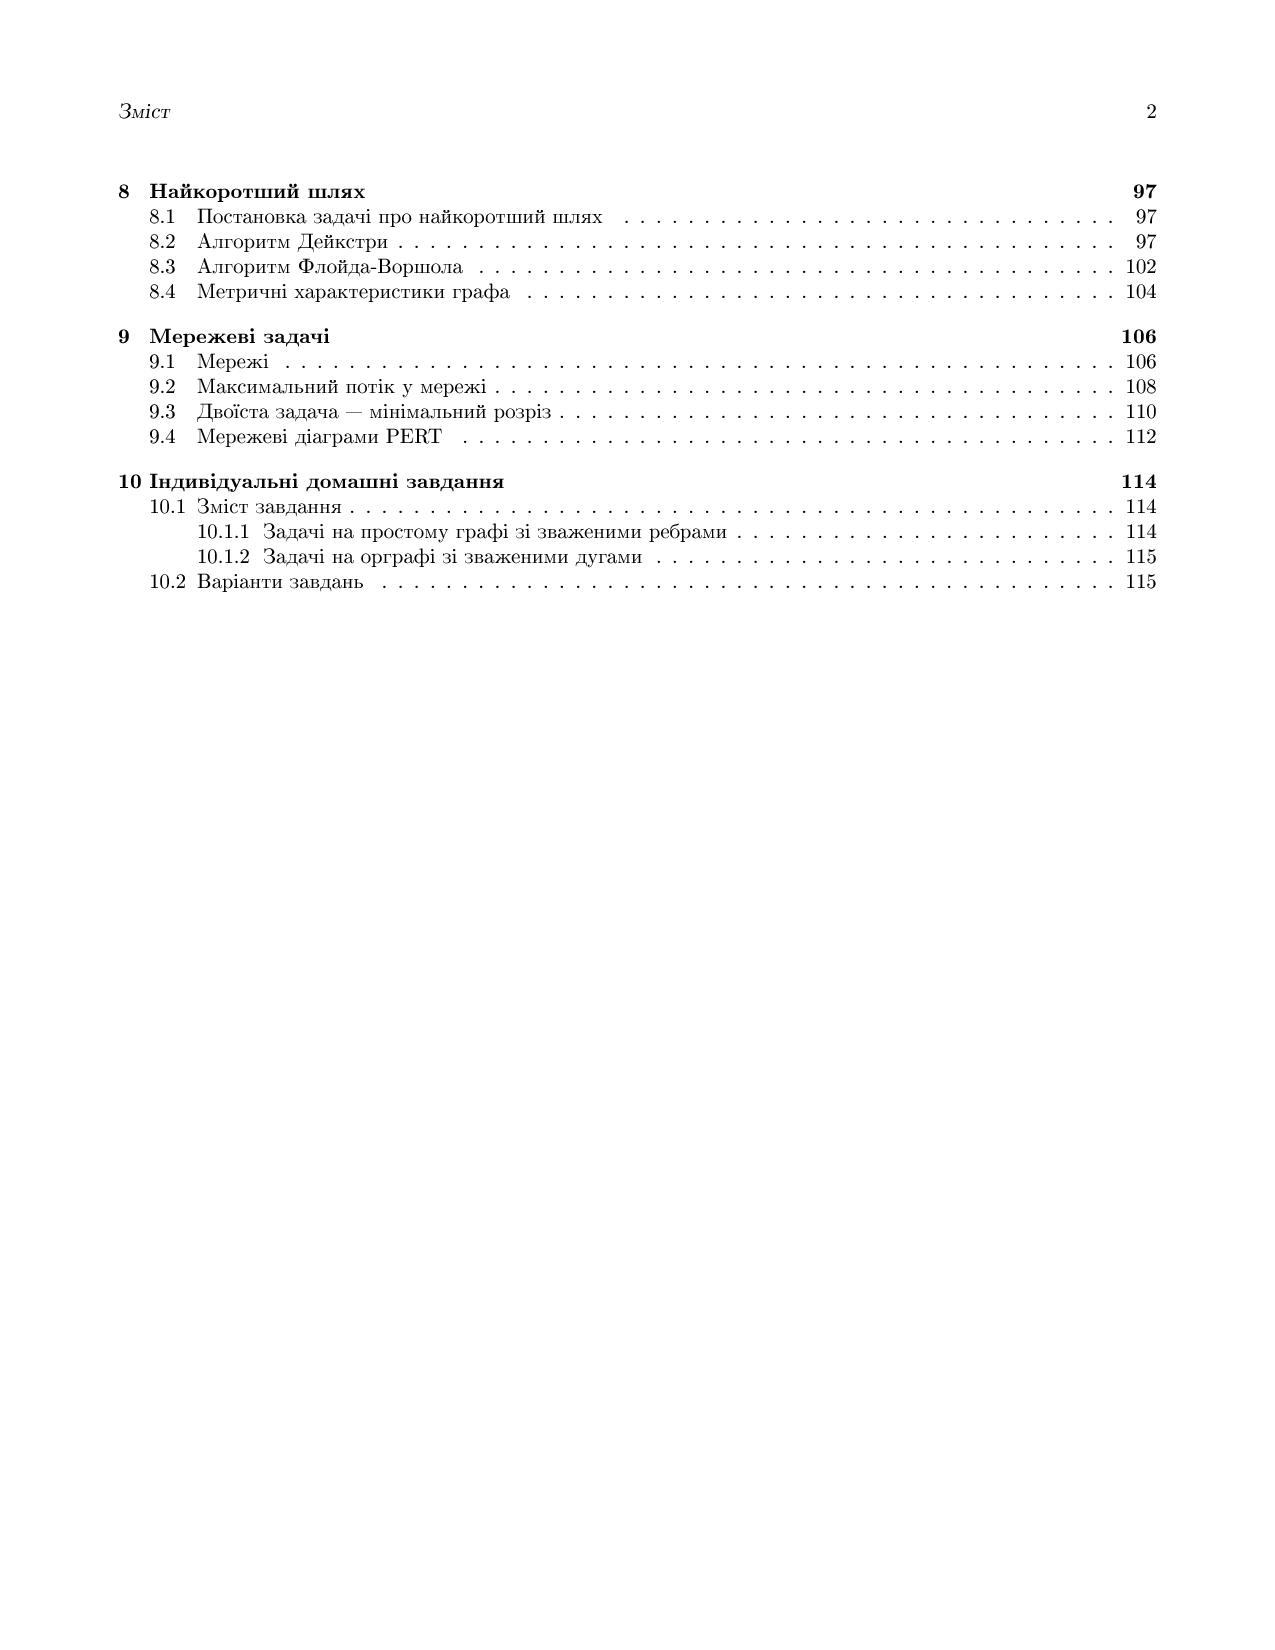 Зміст 2
8 Найкоротший шлях 97
8.1 Постановка задачі про найкоротший шлях . . . . . . . . . . . . . . . . . . . . . . . . . . . . . . . 97
8.2 Алгоритм Дейкстри . . . . . . . . . . . . . . . . . . . . . . . . . . . . . . . . . . . . . . . . . . . . . 97
8.3 Алгоритм Флойда-Воршола . . . . . . . . . . . . . . . . . . . . . . . . . . . . . . . . . . . . . . . . 102
8.4 Метричні характеристики графа . . . . . . . . . . . . . . . . . . . . . . . . . . . . . . . . . . . . . 104
9 Мережеві задачі 106
9.1 Мережі . . . . . . . . . . . . . . . . . . . . . . . . . . . . . . . . . . . . . . . . . . . . . . . . . . . . 106
9.2 Максимальний потік у мережі . . . . . . . . . . . . . . . . . . . . . . . . . . . . . . . . . . . . . . . 108
9.3 Двоїста задача — мінімальний розріз . . . . . . . . . . . . . . . . . . . . . . . . . . . . . . . . . . . 110
9.4 Мережеві діаграми PERT . . . . . . . . . . . . . . . . . . . . . . . . . . . . . . . . . . . . . . . . . 112
10 Індивідуальні домашні завдання 114
10.1 Зміст завдання . . . . . . . . . . . . . . . . . . . . . . . . . . . . . . . . . . . . . . . . . . . . . . . . 114
10.1.1 Задачі на простому графі зі зваженими ребрами . . . . . . . . . . . . . . . . . . . . . . . . 114
10.1.2 Задачі на орграфі зі зваженими дугами . . . . . . . . . . . . . . . . . . . . . . . . . . . . . 115
10.2 Варіанти завдань . . . . . . . . . . . . . . . . . . . . . . . . . . . . . . . . . . . . . . . . . . . . . . 115